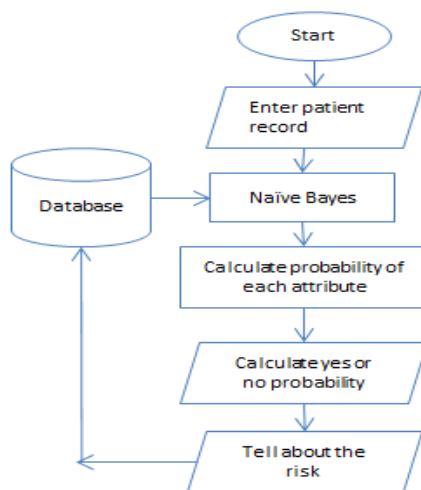 Start
Enter patient
record
Database
Naïve Bayes
Calculate probability of
each attribute
Calculate yes or
no probability
Tell about the
risk